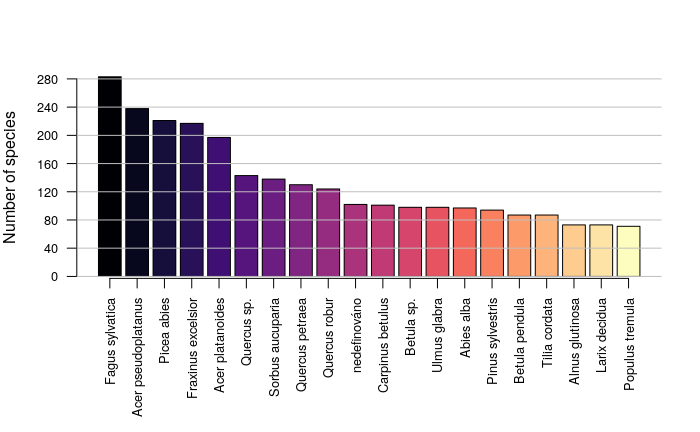 Number of species
280
240
200
160
120
80
40
0
Fagus sylvatica
Acer pseudoplatanus
Picea abies
Fraxinus excelsior
Acer platanoides
Quercus sp.
Sorbus aucuparia
Quercus petraea
Quercus robur
nedefinováno
Carpinus betulus
Betula sp.
Ulmus glabra
Abies alba
Pinus sylvestris
Betula pendula
Tilia cordata
Alnus glutinosa
Larix decidua
Populus tremula